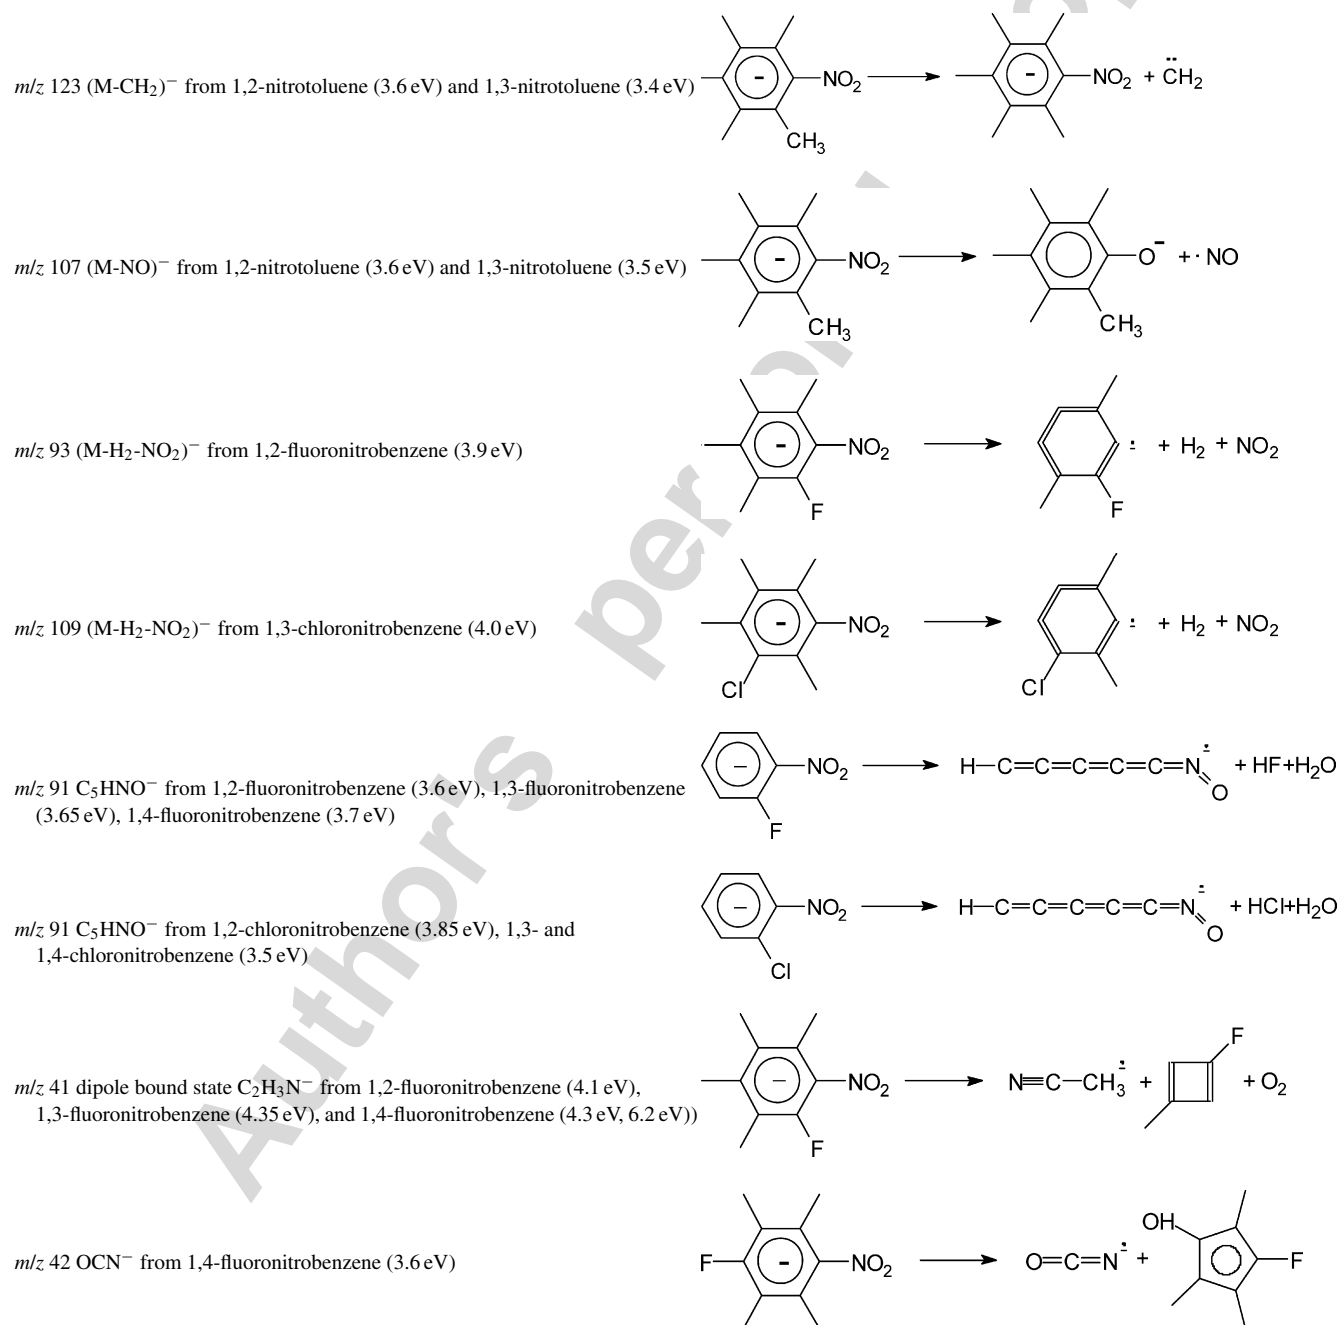 m/z 123 (M-CH₂)⁻ from 1,2-nitrotoluene (3.6 eV) and 1,3-nitrotoluene (3.4 eV)
NO₂ NO₂ + C̈H₂
CH₃
m/z 107 (M-NO)⁻ from 1,2-nitrotoluene (3.6 eV) and 1,3-nitrotoluene (3.5 eV)
NO₂ O⁻ +· NO
CH₃ CH₃
m/z 93 (M-H₂-NO₂)⁻ from 1,2-fluoronitrobenzene (3.9 eV)
NO₂ + H₂ + NO₂
F F
m/z 109 (M-H₂-NO₂)⁻ from 1,3-chloronitrobenzene (4.0 eV)
NO₂ + H₂ + NO₂
Cl Cl
m/z 91 C₅HNO⁻ from 1,2-fluoronitrobenzene (3.6 eV), 1,3-fluoronitrobenzene
(3.65 eV), 1,4-fluoronitrobenzene (3.7 eV)
NO₂ H—C=C=C=C=C=N=O + HF+H₂O
F
m/z 91 C₅HNO⁻ from 1,2-chloronitrobenzene (3.85 eV), 1,3- and
1,4-chloronitrobenzene (3.5 eV)
NO₂ H—C=C=C=C=C=N=O + HCl+H₂O
Cl
m/z 41 dipole bound state C₂H₃N⁻ from 1,2-fluoronitrobenzene (4.1 eV),
1,3-fluoronitrobenzene (4.35 eV), and 1,4-fluoronitrobenzene (4.3 eV, 6.2 eV))
NO₂ N≡C—CH₃ + F + O₂
F
m/z 42 OCN⁻ from 1,4-fluoronitrobenzene (3.6 eV)
F NO₂ O=C=N + OH F
Author's per